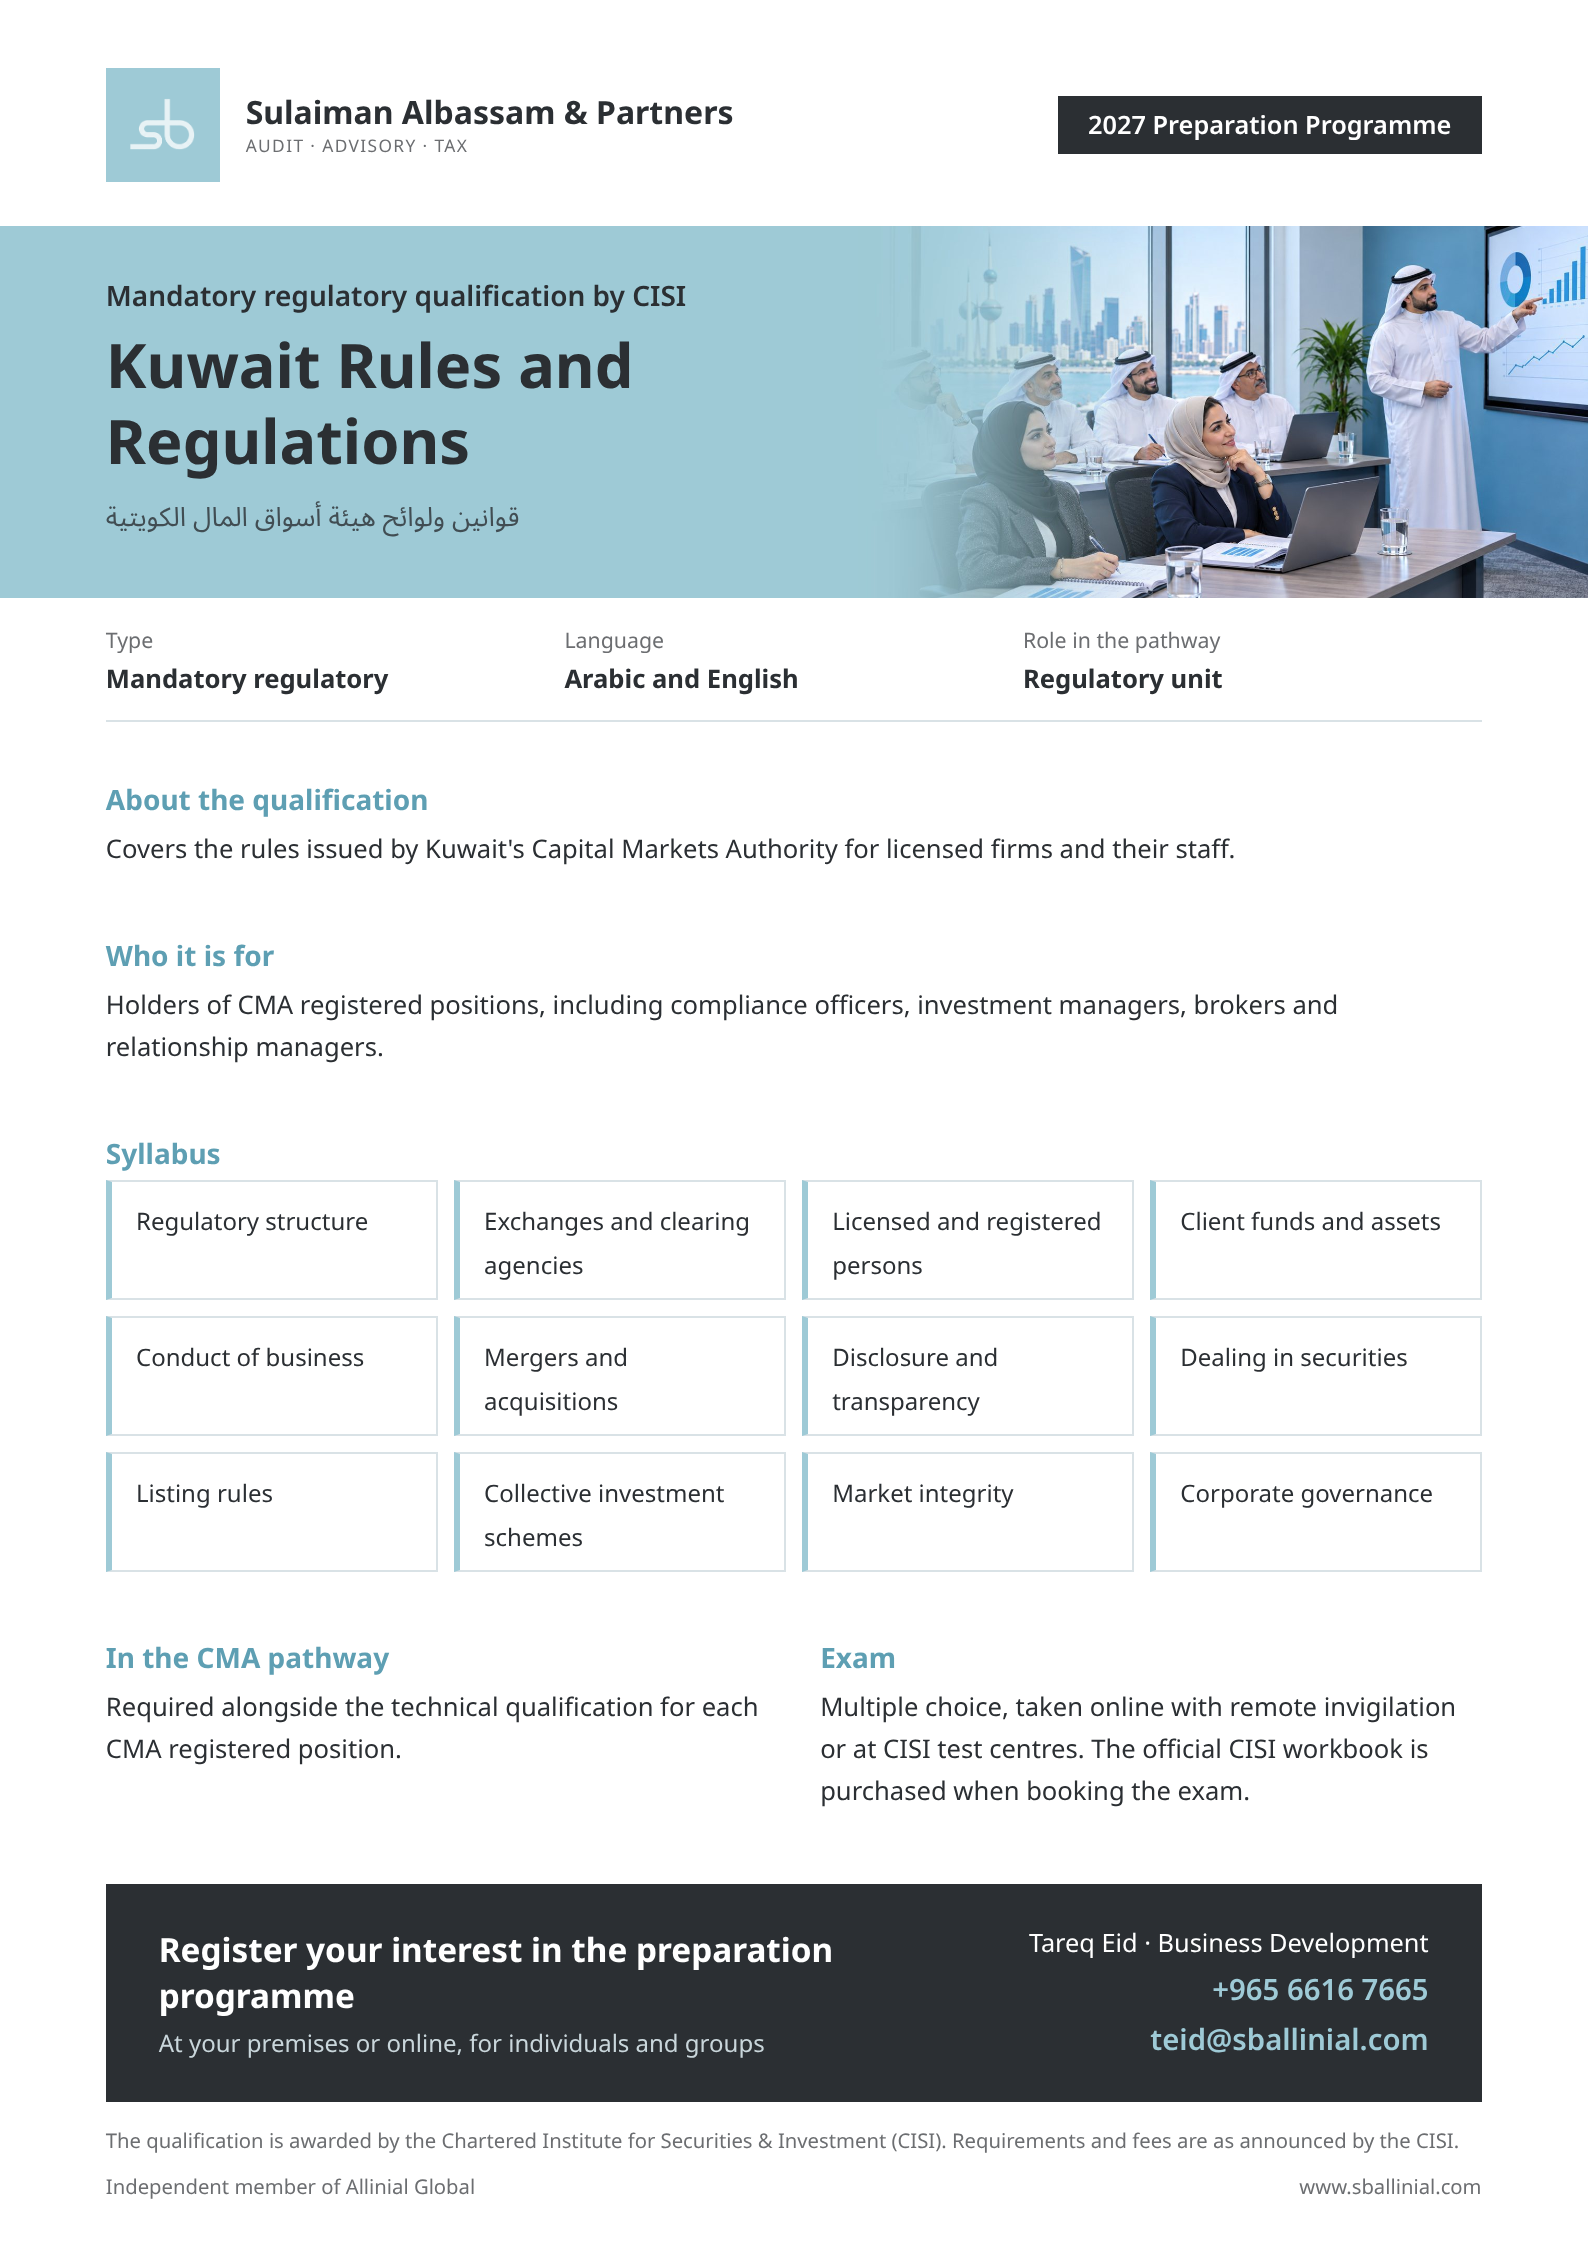 sb
Sulaiman Albassam & Partners
AUDIT · ADVISORY · TAX
2027 Preparation Programme
Mandatory regulatory qualification by CISI
Kuwait Rules and
Regulations
قوانين ولوائح هيئة أسواق المال الكويتية
Type
Mandatory regulatory
Language
Arabic and English
Role in the pathway
Regulatory unit
About the qualification
Covers the rules issued by Kuwait's Capital Markets Authority for licensed firms and their staff.
Who it is for
Holders of CMA registered positions, including compliance officers, investment managers, brokers and
relationship managers.
Syllabus
Regulatory structure
Exchanges and clearing
agencies
Licensed and registered
persons
Client funds and assets
Conduct of business
Mergers and
acquisitions
Disclosure and
transparency
Dealing in securities
Listing rules
Collective investment
schemes
Market integrity
Corporate governance
In the CMA pathway
Required alongside the technical qualification for each
CMA registered position.
Exam
Multiple choice, taken online with remote invigilation
or at CISI test centres. The official CISI workbook is
purchased when booking the exam.
Register your interest in the preparation
programme
At your premises or online, for individuals and groups
Tareq Eid · Business Development
+965 6616 7665
teid@sballinial.com
The qualification is awarded by the Chartered Institute for Securities & Investment (CISI). Requirements and fees are as announced by the CISI.
Independent member of Allinial Global
www.sballinial.com